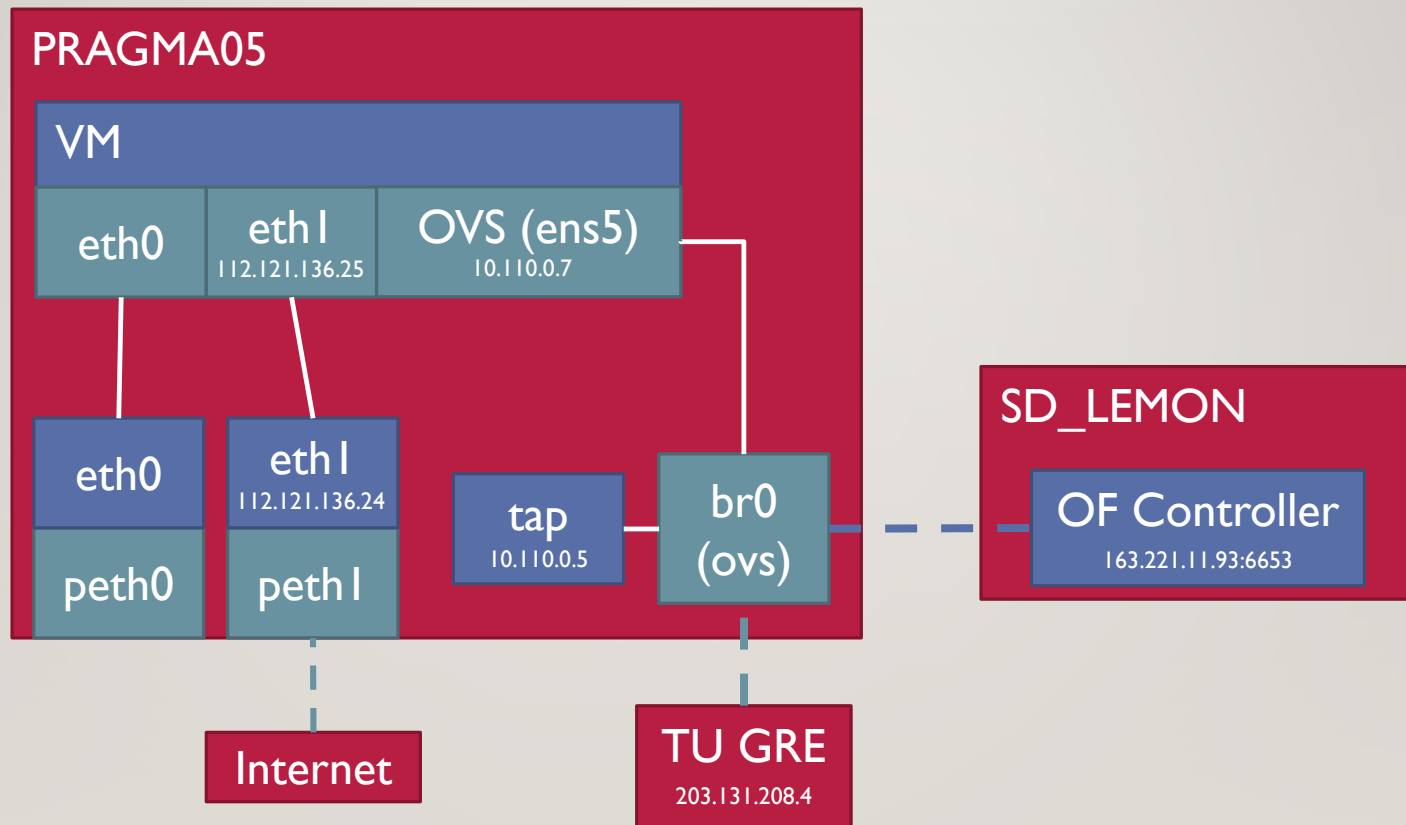 PRAGMA05
VM
eth0
eth1
112.121.136.25
OVS (ens5)
10.110.0.7
eth0
peth0
eth1
112.121.136.24
peth1
tap
10.110.0.5
br0
(ovs)
SD_LEMON
OF Controller
163.221.11.93:6653
Internet
TU GRE
203.131.208.4